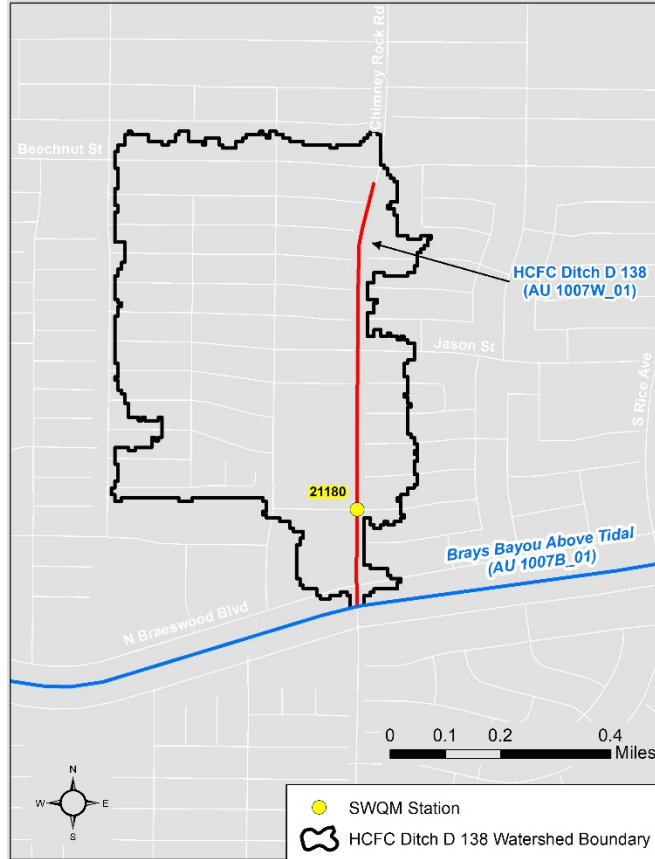 Chimney Rock Rd
Beechnut St
HCFC Ditch D 138
(AU 1007W_01)
Jason St
S Rice Ave
21180
Brays Bayou Above Tidal
(AU 1007B_01)
N Braeswood Blvd
0 0.1 0.2 0.4
Miles
N
W E
S
SWQM Station
HCFC Ditch D 138 Watershed Boundary